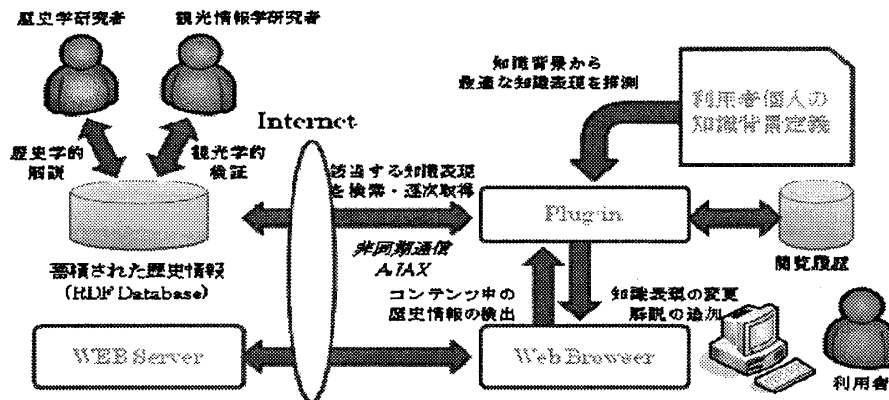 歴史学研究者
観光情報学研究者
歴史学的
解説
観光学的
検証
Internet
知識背景から
最適な知識表現を推測
利用者個人の
知識背景定義
該当する知識表現
を検索・逐次取得
Plug-in
非同期通信
AJAX
閲覧履歴
蓄積された歴史情報
(RDF Database)
コンテンツ中の
歴史情報の検出
知識表現の変更
解説の追加
WEB Server
Web Browser
利用者